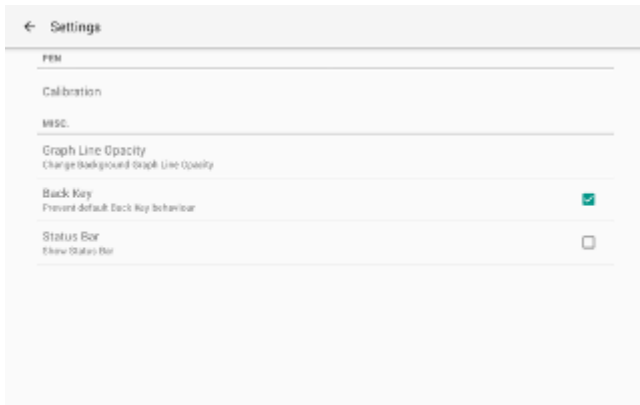 Settings
PEN
Calibration
MISC.
Graph Line Opacity
Change Background Graph Line Opacity
Back Key
Prevent default Back Key behaviour
Status Bar
Show Status Bar